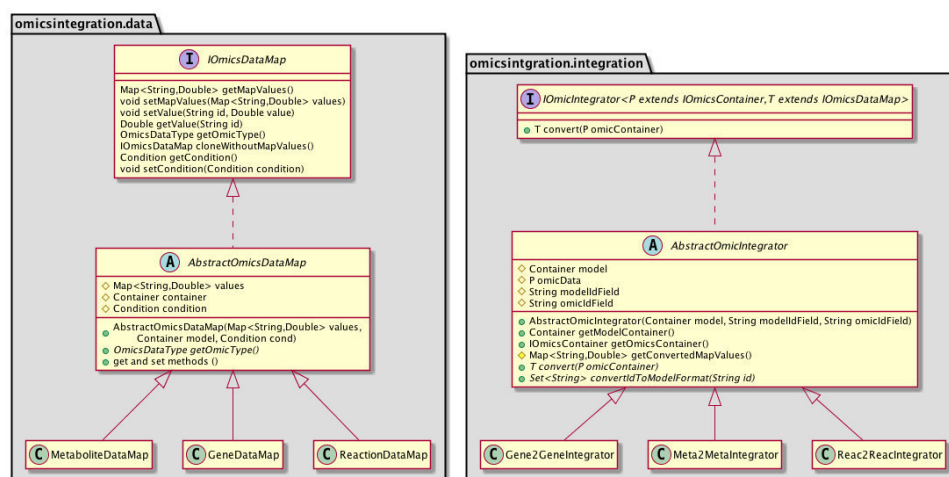 omicsintegration.data
I IOmicsDataMap
Map<String,Double> getMapValues()
void setMapValues(Map<String,Double> values)
void setValue(String id, Double value)
Double getValue(String id)
OmicsDataType getOmicType()
IOmicsDataMap cloneWithoutMapValues()
Condition getCondition()
void setCondition(Condition condition)
A AbstractOmicsDataMap
Map<String,Double> values
Container container
Condition condition
AbstractOmicsDataMap(Map<String,Double> values,
Container model, Condition cond)
OmicsDataType getOmicType()
get and set methods ()
C MetaboliteDataMap
C GeneDataMap
C ReactionDataMap
omicsintgration.integration
I IOmicIntegrator<P extends IOmicsContainer,T extends IOmicsDataMap>
T convert(P omicContainer)
A AbstractOmicIntegrator
Container model
P omicData
String modelIdField
String omicIdField
AbstractOmicIntegrator(Container model, String modelIdField, String omicIdField)
Container getModelContainer()
IOmicsContainer getOmicsContainer()
Map<String,Double> getConvertedMapValues()
T convert(P omicContainer)
Set<String> convertIdToModelFormat(String id)
C Gene2GeneIntegrator
C Meta2MetaIntegrator
C Reac2ReacIntegrator